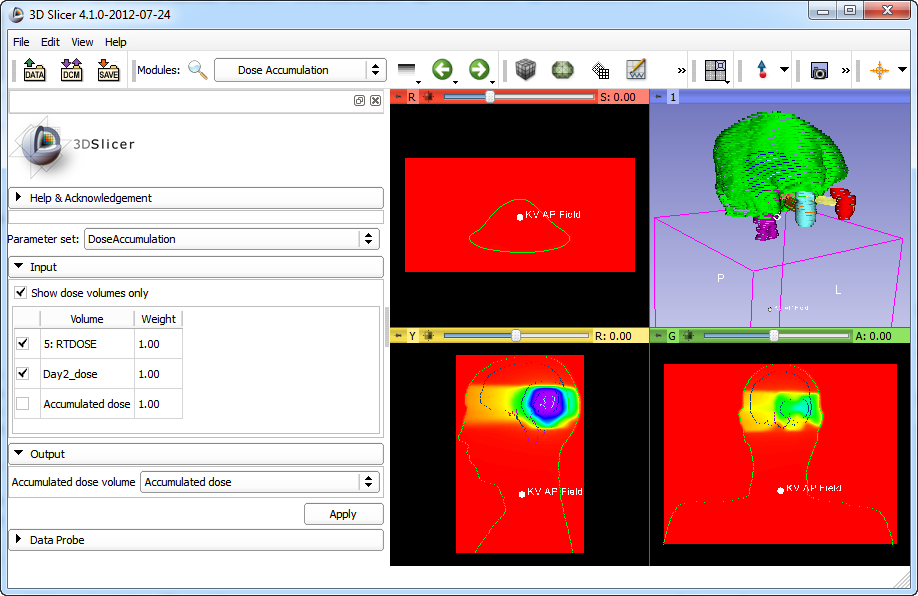 3D Slicer 4.1.0-2012-07-24
File Edit View Help
DATA DCM SAVE Modules: Dose Accumulation » »
3DSlicer
Help & Acknowledgement
Parameter set: DoseAccumulation
Input
Show dose volumes only
Volume Weight
5: RTDOSE 1.00
Day2_dose 1.00
Accumulated dose 1.00
Output
Accumulated dose volume Accumulated dose
Apply
Data Probe
R S: 0.00
KV AP Field
1
P
L
Y R: 0.00
KV AP Field
G A: 0.00
KV AP Field